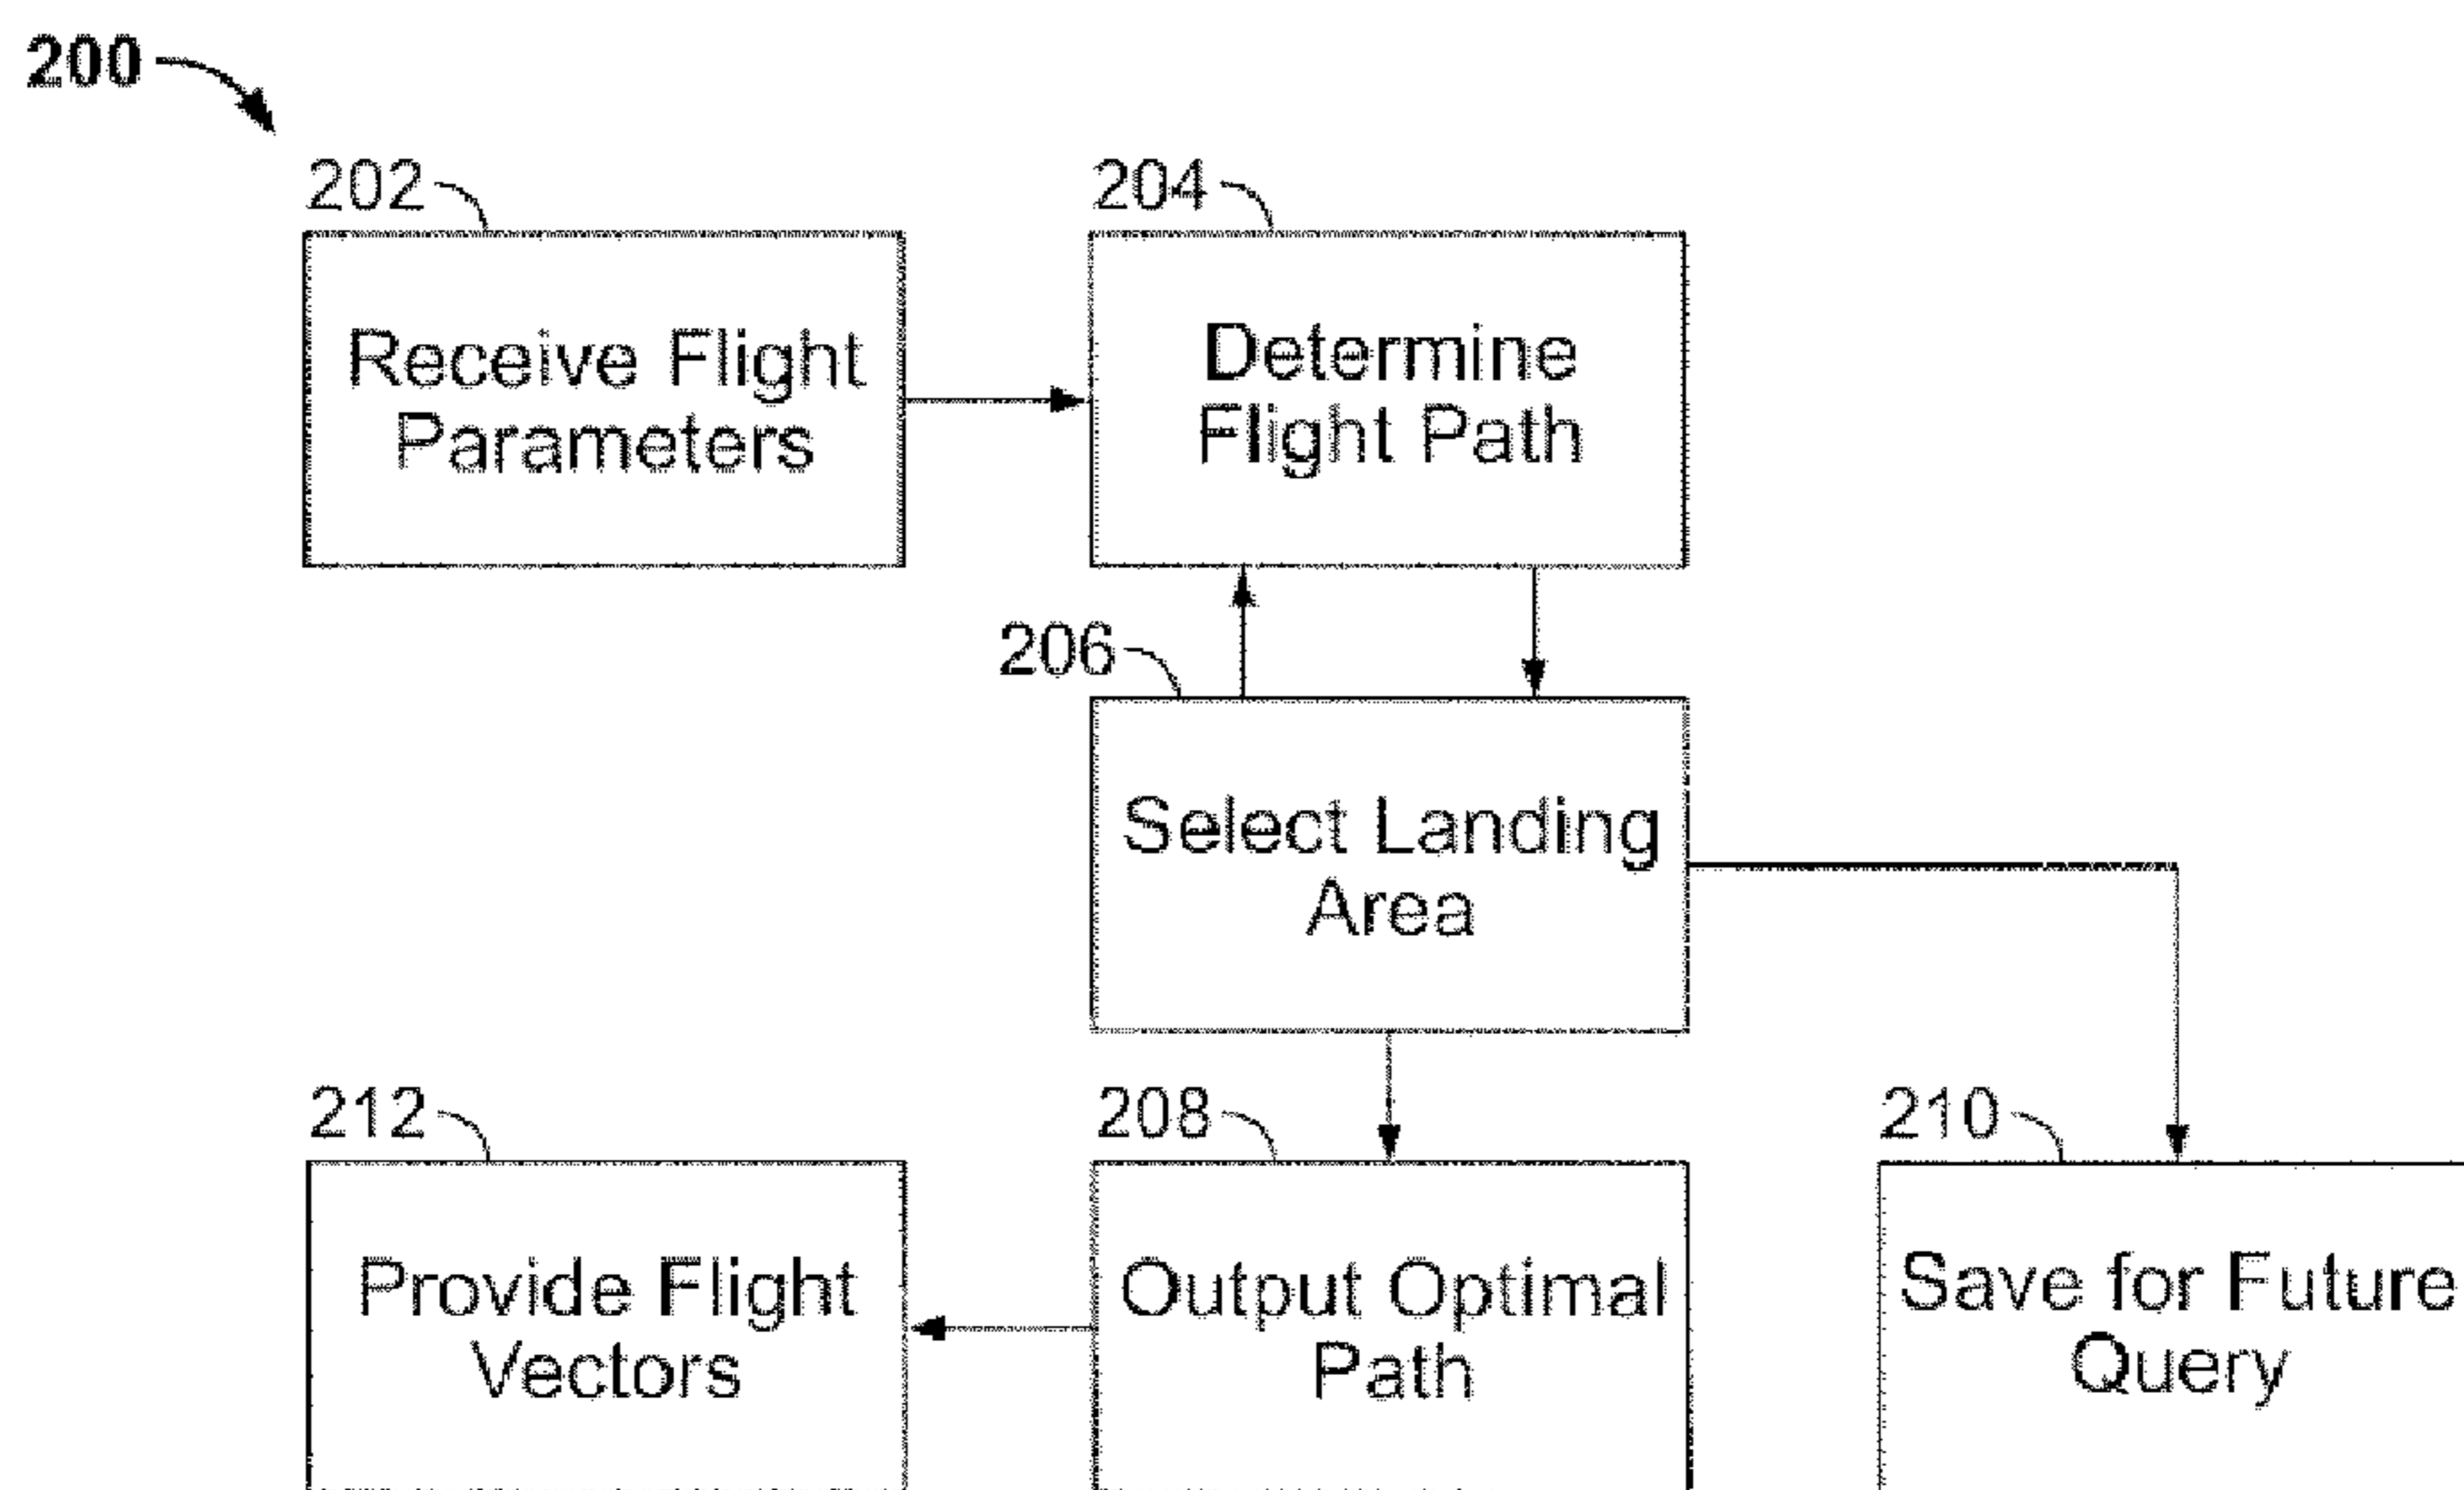 200
202
Receive Flight
Parameters
204
Determine
Flight Path
206
Select Landing
Area
212
Provide Flight
Vectors
208
Output Optimal
Path
210
Save for Future
Query